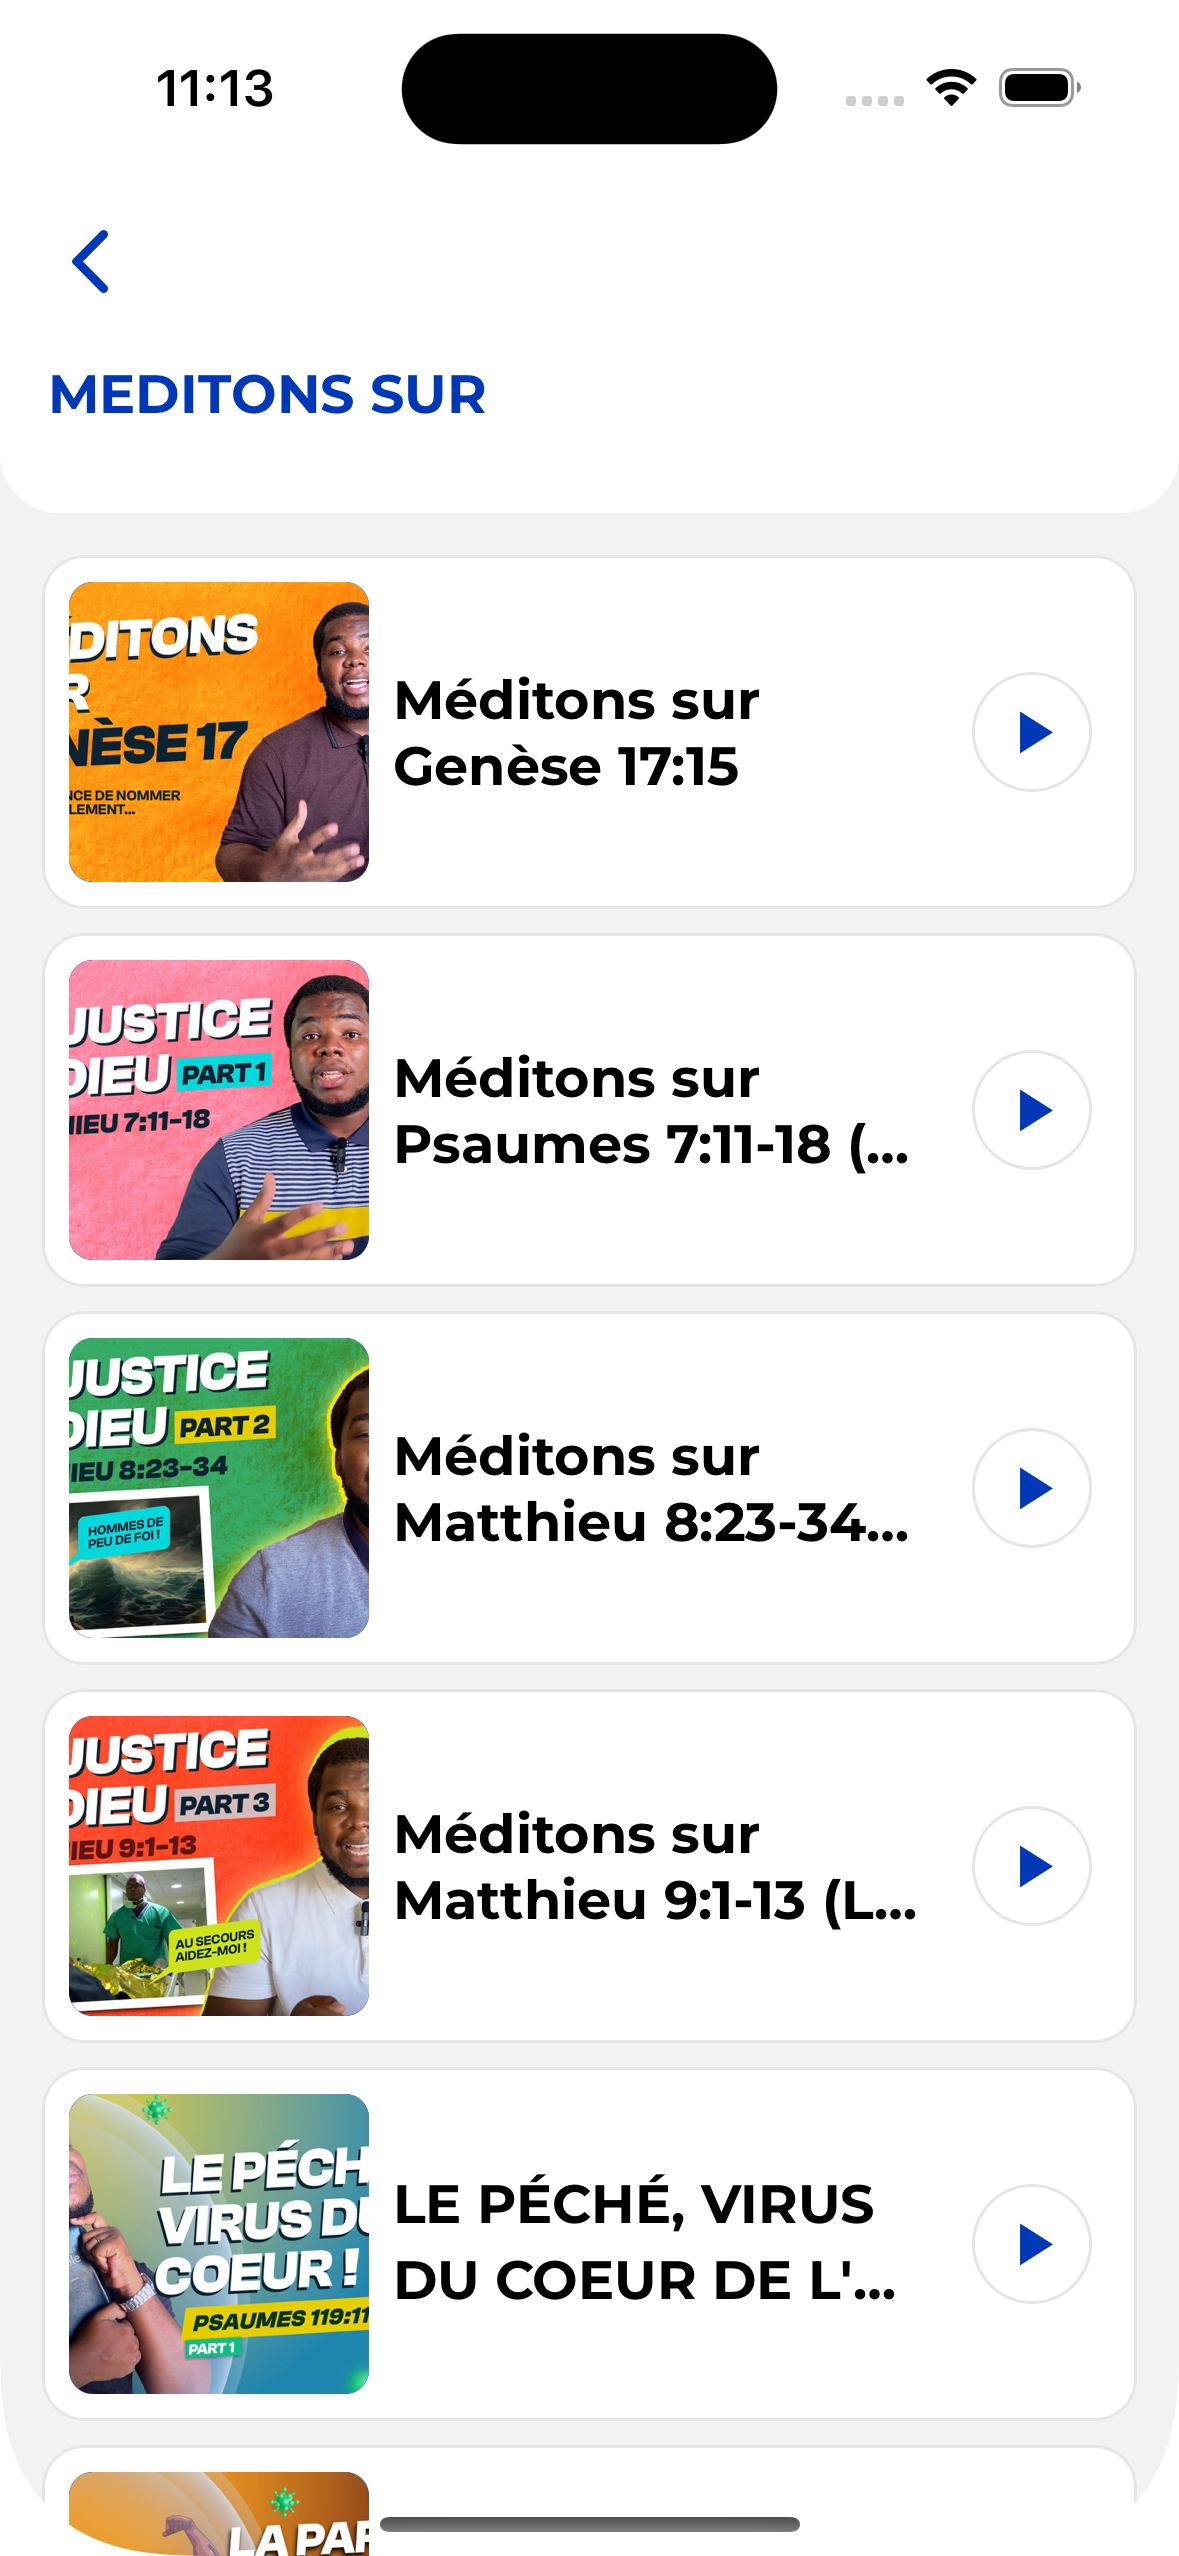 11:13
MEDITONS SUR
DITONS
R
NÈSE 17
NCE DE NOMMER
LEMENT...
Méditons sur
Genèse 17:15
JUSTICE
DIEU PART 1
HIEU 7:11-18
Méditons sur
Psaumes 7:11-18 (...
JUSTICE
DIEU PART 2
IEU 8:23-34
HOMMES DE
PEU DE FOI !
Méditons sur
Matthieu 8:23-34...
JUSTICE
DIEU PART 3
IEU 9:1-13
AU SECOURS
AIDEZ-MOI !
Méditons sur
Matthieu 9:1-13 (L...
LE PÉCH
VIRUS DU
COEUR !
PSAUMES 119:11
PART 1
LE PÉCHÉ, VIRUS
DU COEUR DE L'...
LA PAR